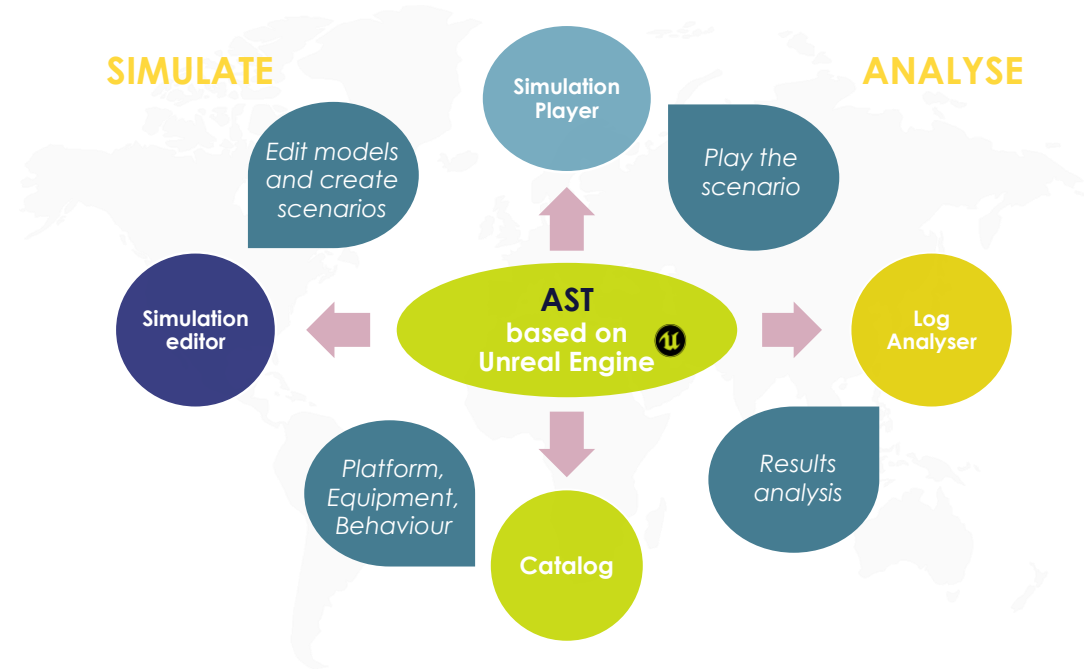 SIMULATE
ANALYSE
Simulation
Player
Edit models
and create
scenarios
Play the
scenario
Simulation
editor
AST
based on
Unreal Engine
Log
Analyser
Platform,
Equipment,
Behaviour
Results
analysis
Catalog